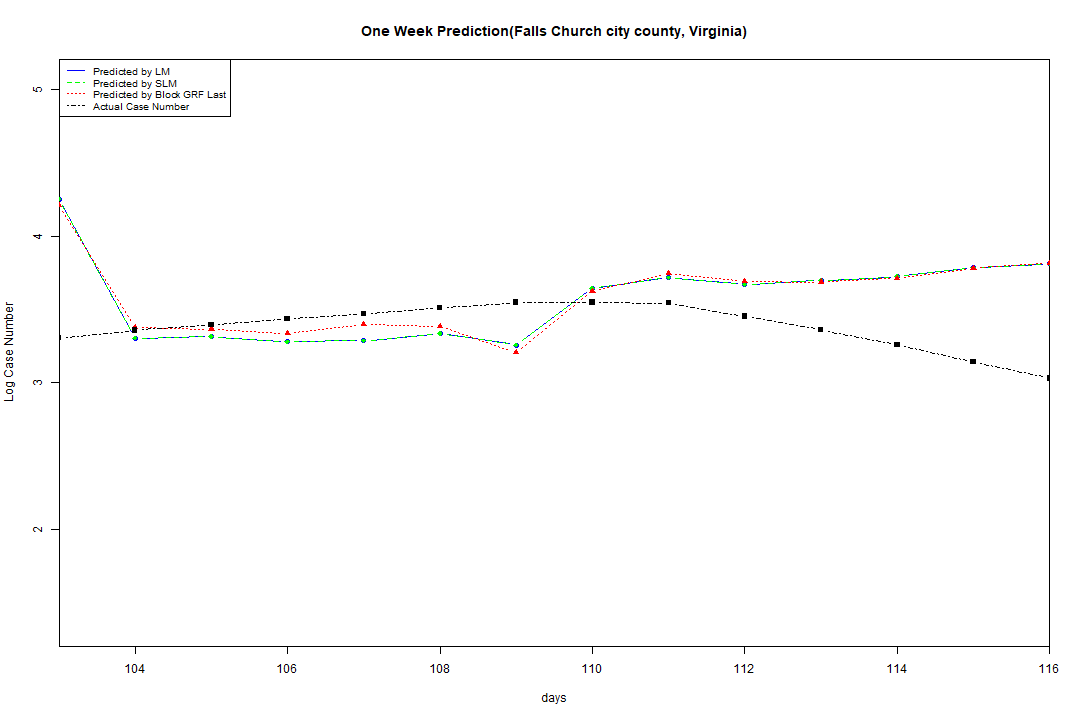 One Week Prediction(Falls Church city county, Virginia)
Predicted by LM
Predicted by SLM
Predicted by Block GRF Last
Actual Case Number
5
4
3
2
Log Case Number
104 106 108 110 112 114 116
days